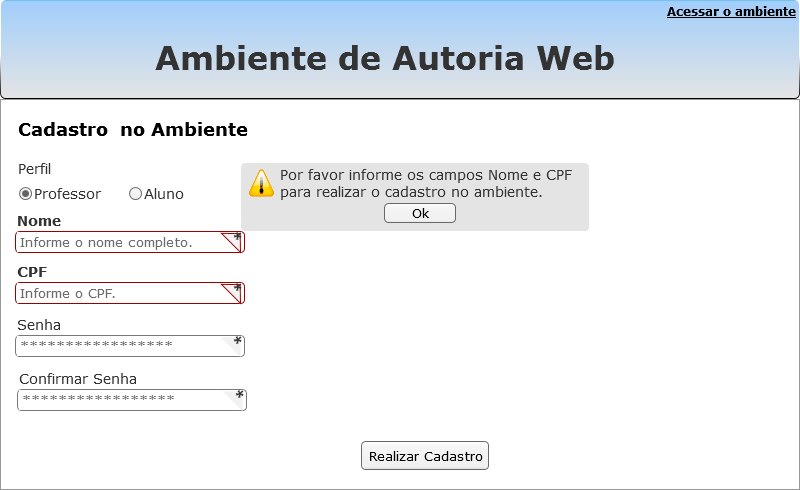 Acessar o ambiente
Ambiente de Autoria Web
Cadastro no Ambiente
Perfil
Professor Aluno
Por favor informe os campos Nome e CPF
para realizar o cadastro no ambiente.
Ok
Nome
Informe o nome completo. *
CPF
Informe o CPF. *
Senha
***************** *
Confirmar Senha
***************** *
Realizar Cadastro